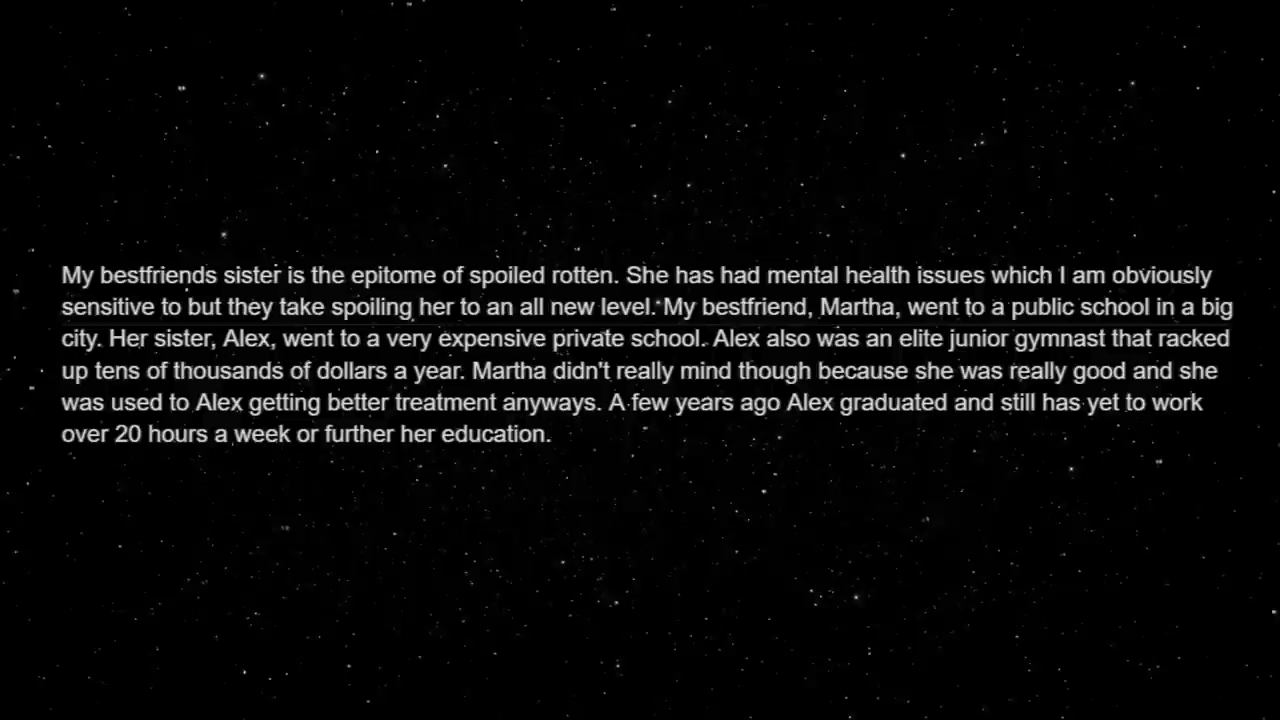 My bestfriends sister is the epitome of spoiled rotten. She has had mental health issues which I am obviously
sensitive to but they take spoiling her to an all new level. My bestfriend, Martha, went to a public school in a big
city. Her sister, Alex, went to a very expensive private school. Alex also was an elite junior gymnast that racked
up tens of thousands of dollars a year. Martha didn't really mind though because she was really good and she
was used to Alex getting better treatment anyways. A few years ago Alex graduated and still has yet to work
over 20 hours a week or further her education.